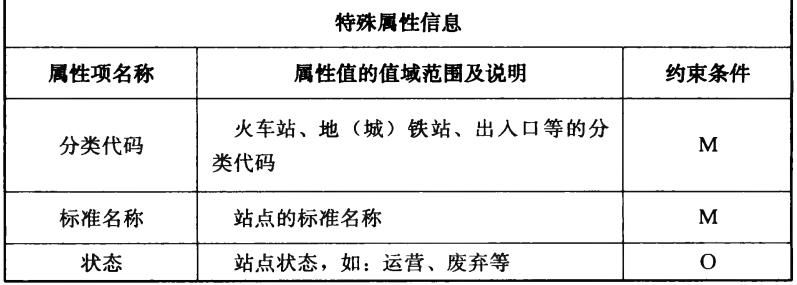 特殊属性信息
属性项名称 属性值的值域范围及说明 约束条件
分类代码 火车站、地（城）铁站、出入口等的分 M
类代码
标准名称 站点的标准名称 M
状态 站点状态，如：运营、废弃等 O